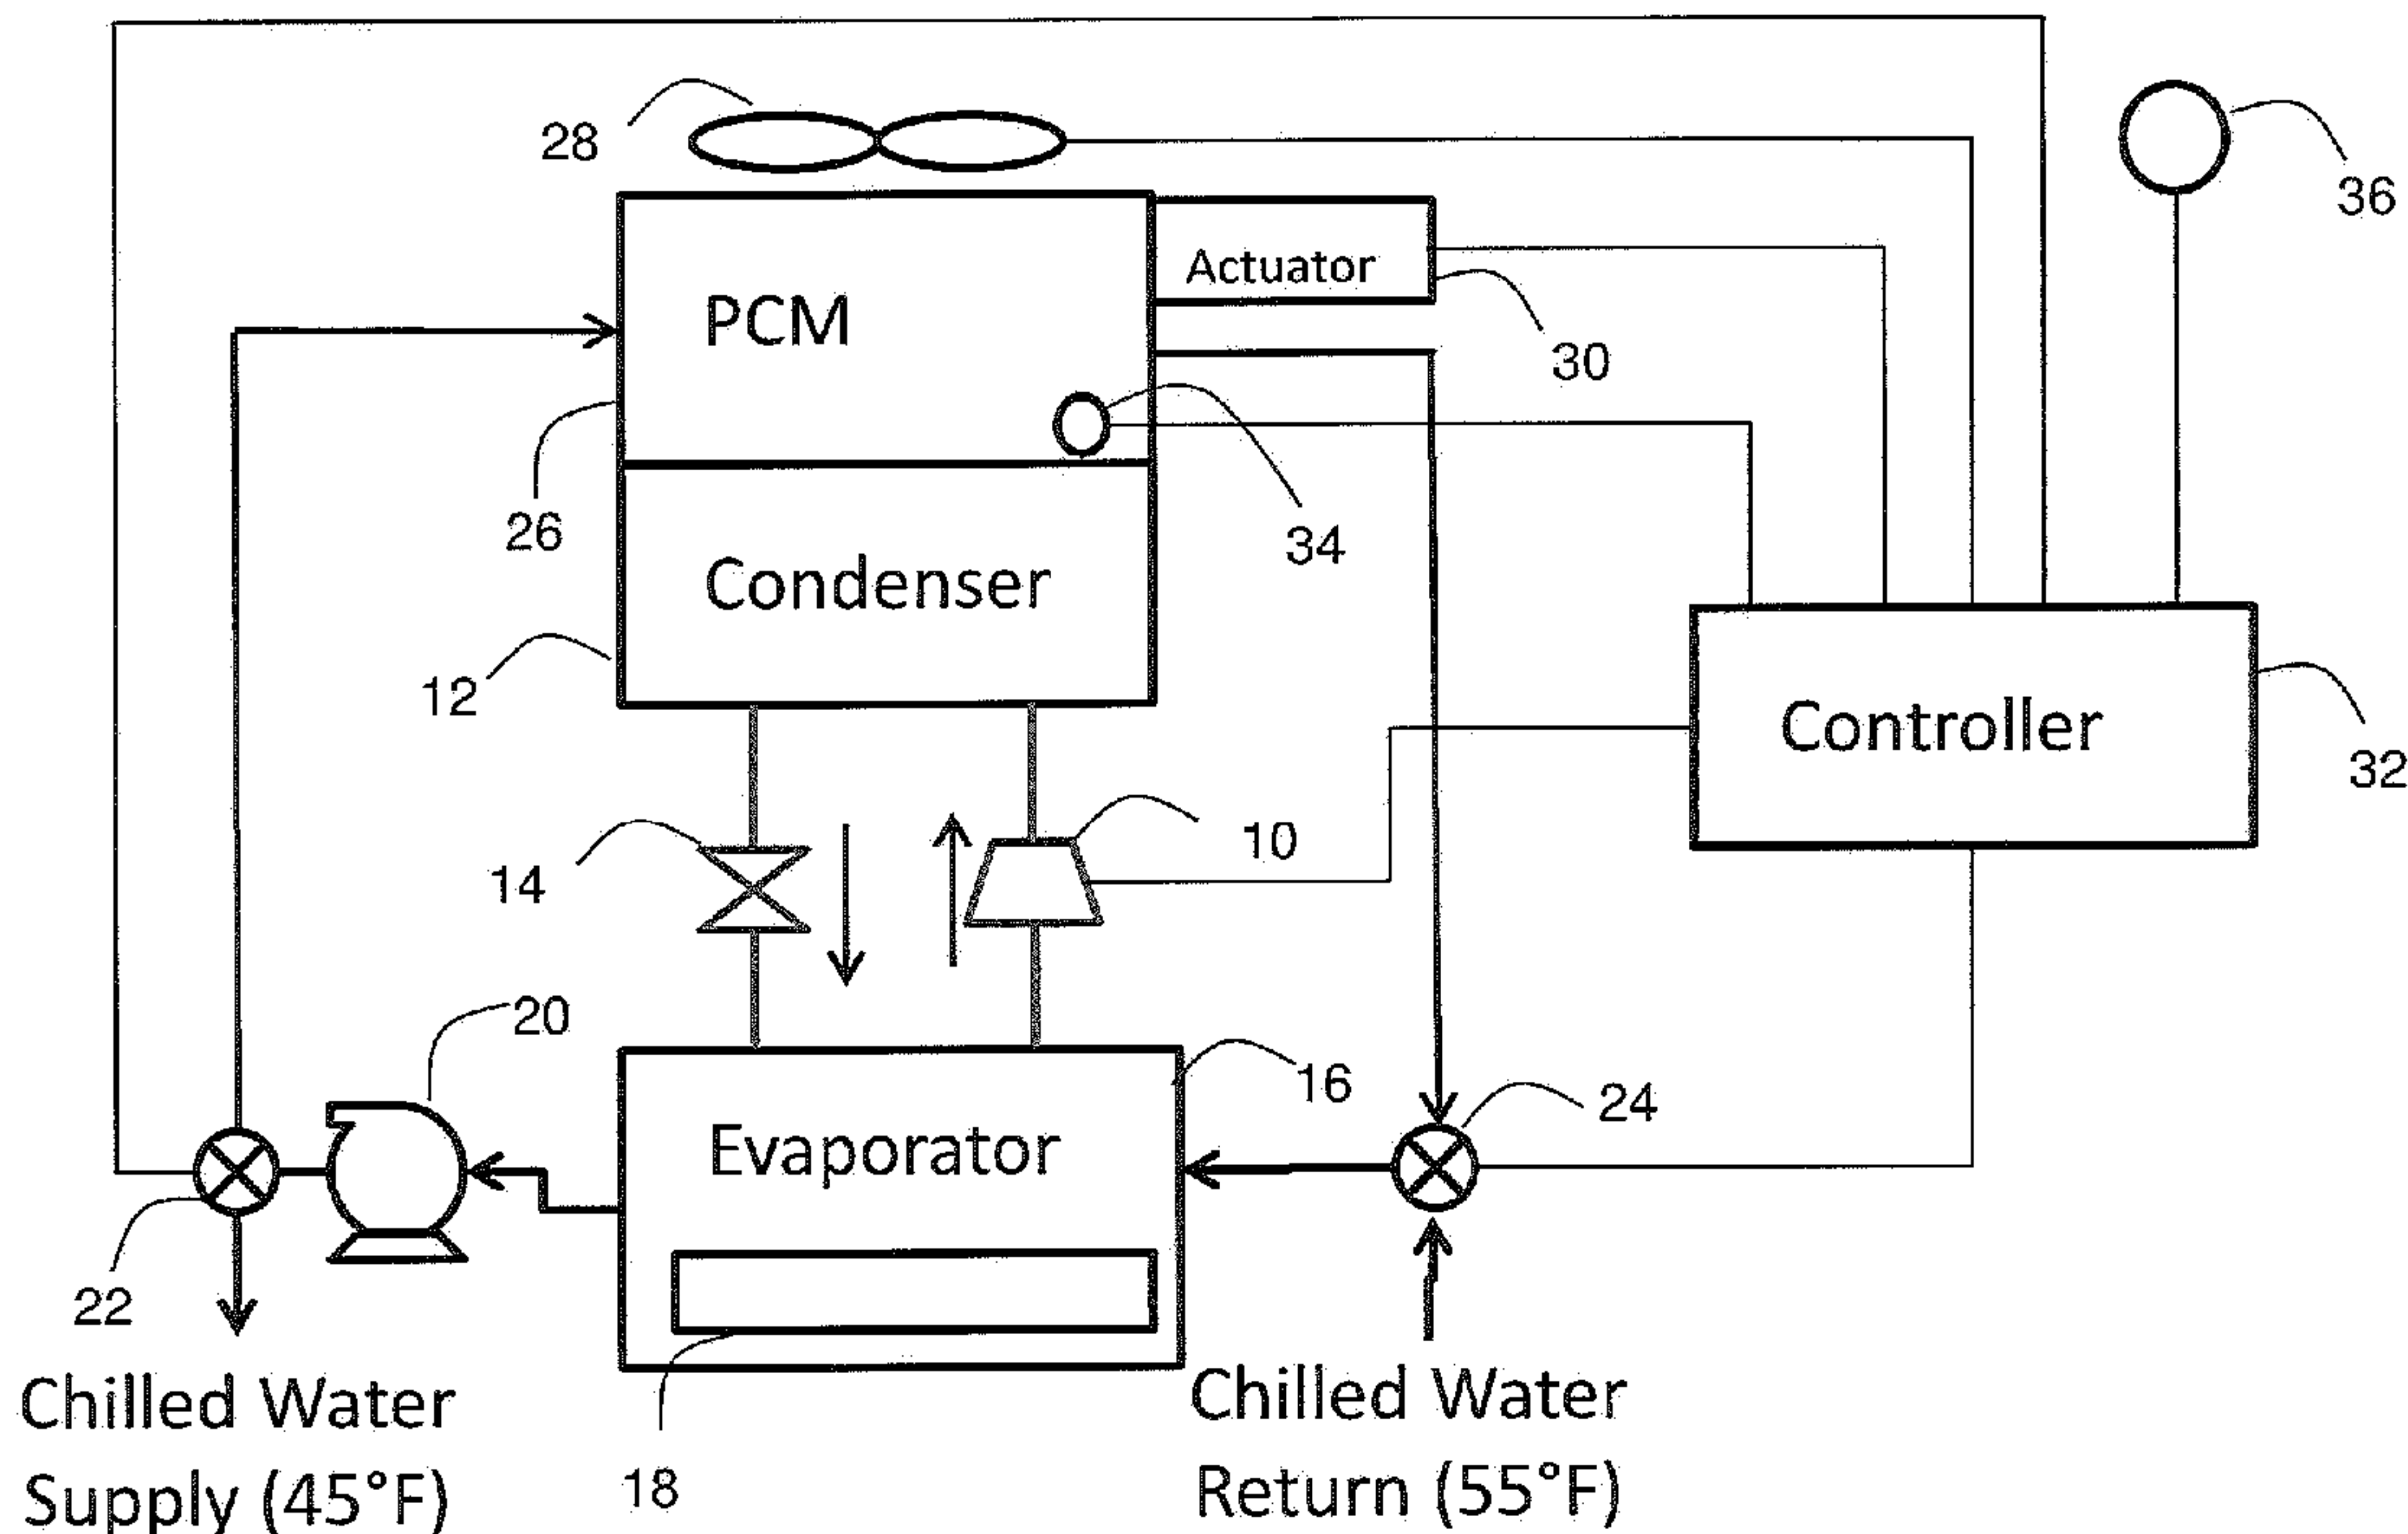 28
36
Actuator
PCM
30
26
34
Condenser
12
Controller
32
10
14
20
16
24
Evaporator
22
18
Chilled Water
Supply (45°F)
Chilled Water
Return (55°F)